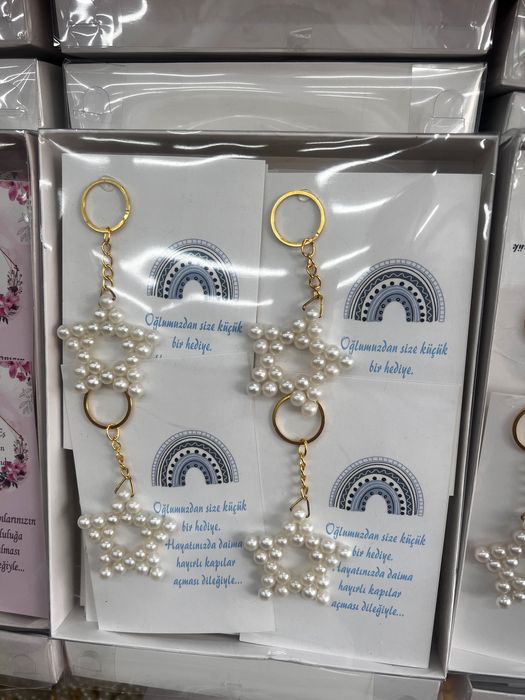 Oğlumuzdan size küçük
bir hediye.
Oğlumuzdan size küçük
bir hediye.
Oğlumuzdan size küçük
bir hediye.
Hayatınızda daima
hayırlı kapılar
açması dileğiyle...
Oğlumuzdan size küçük
bir hediye.
Hayatınızda daima
hayırlı kapılar
açması dileğiyle...